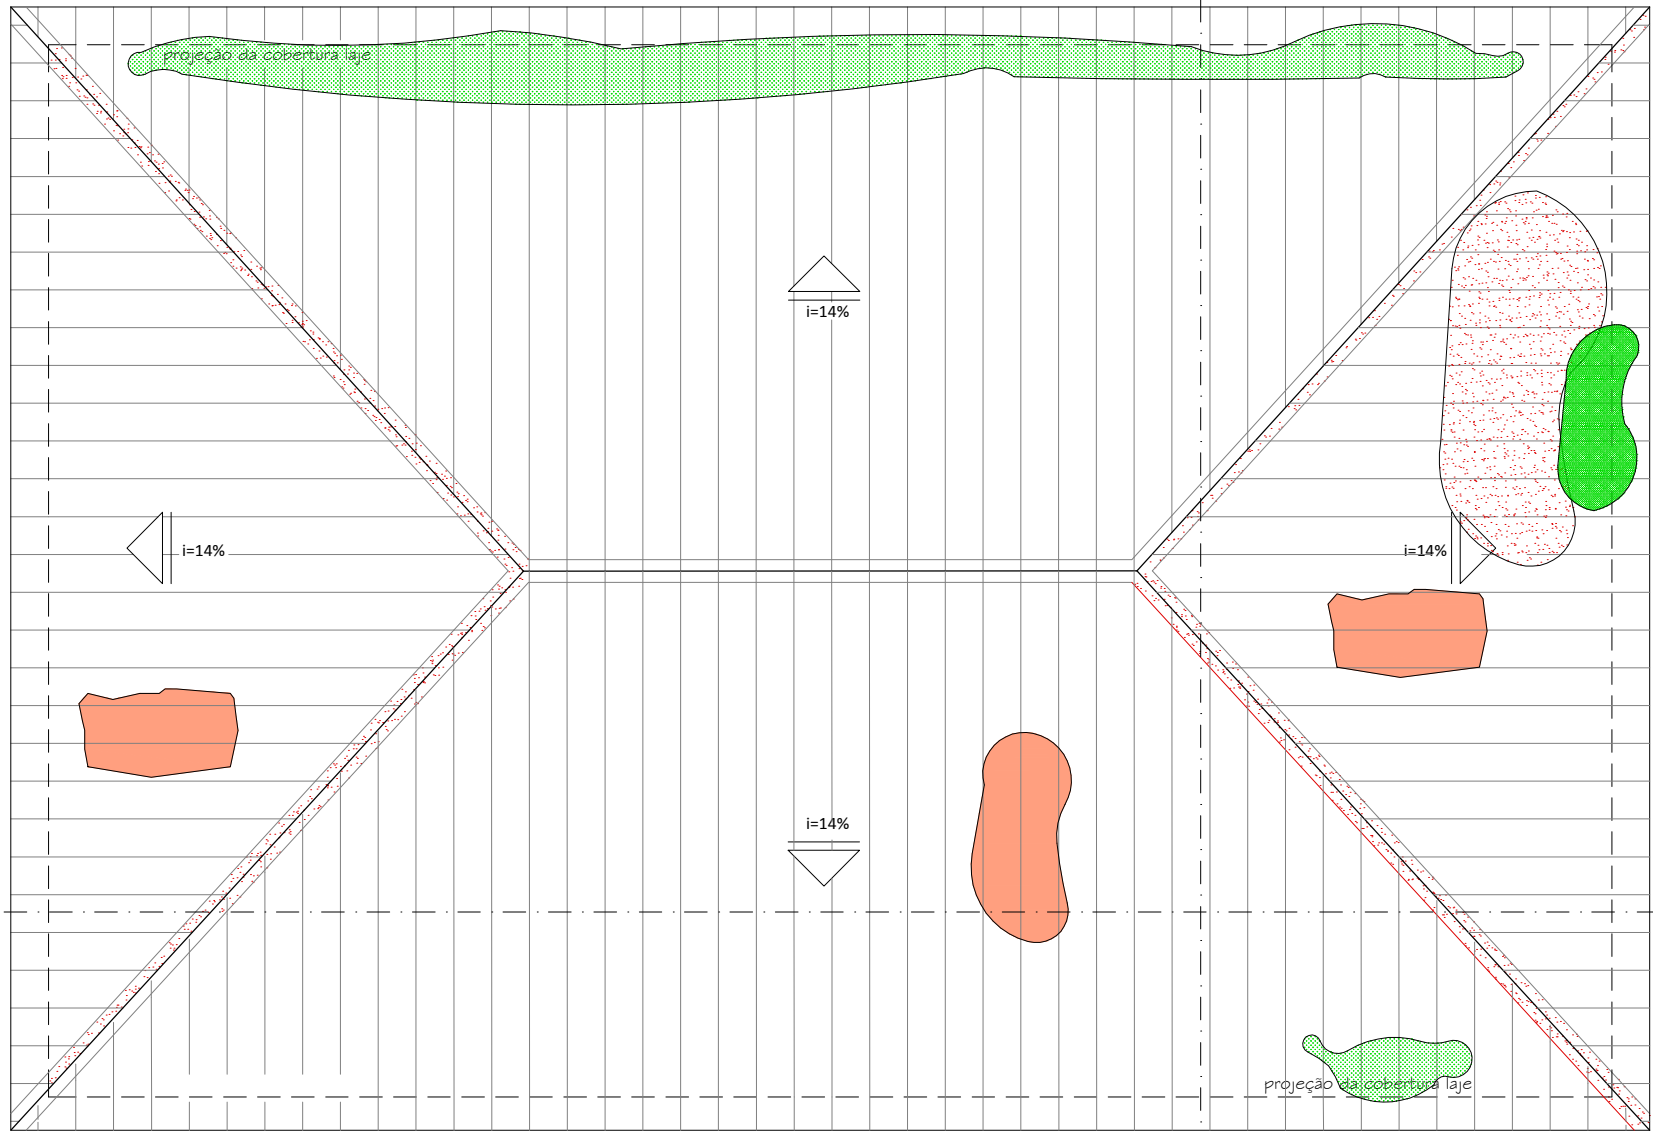 projeção da cobertura laje
i=14%
i=14%
i=14%
i=14%
projeção da cobertura laje